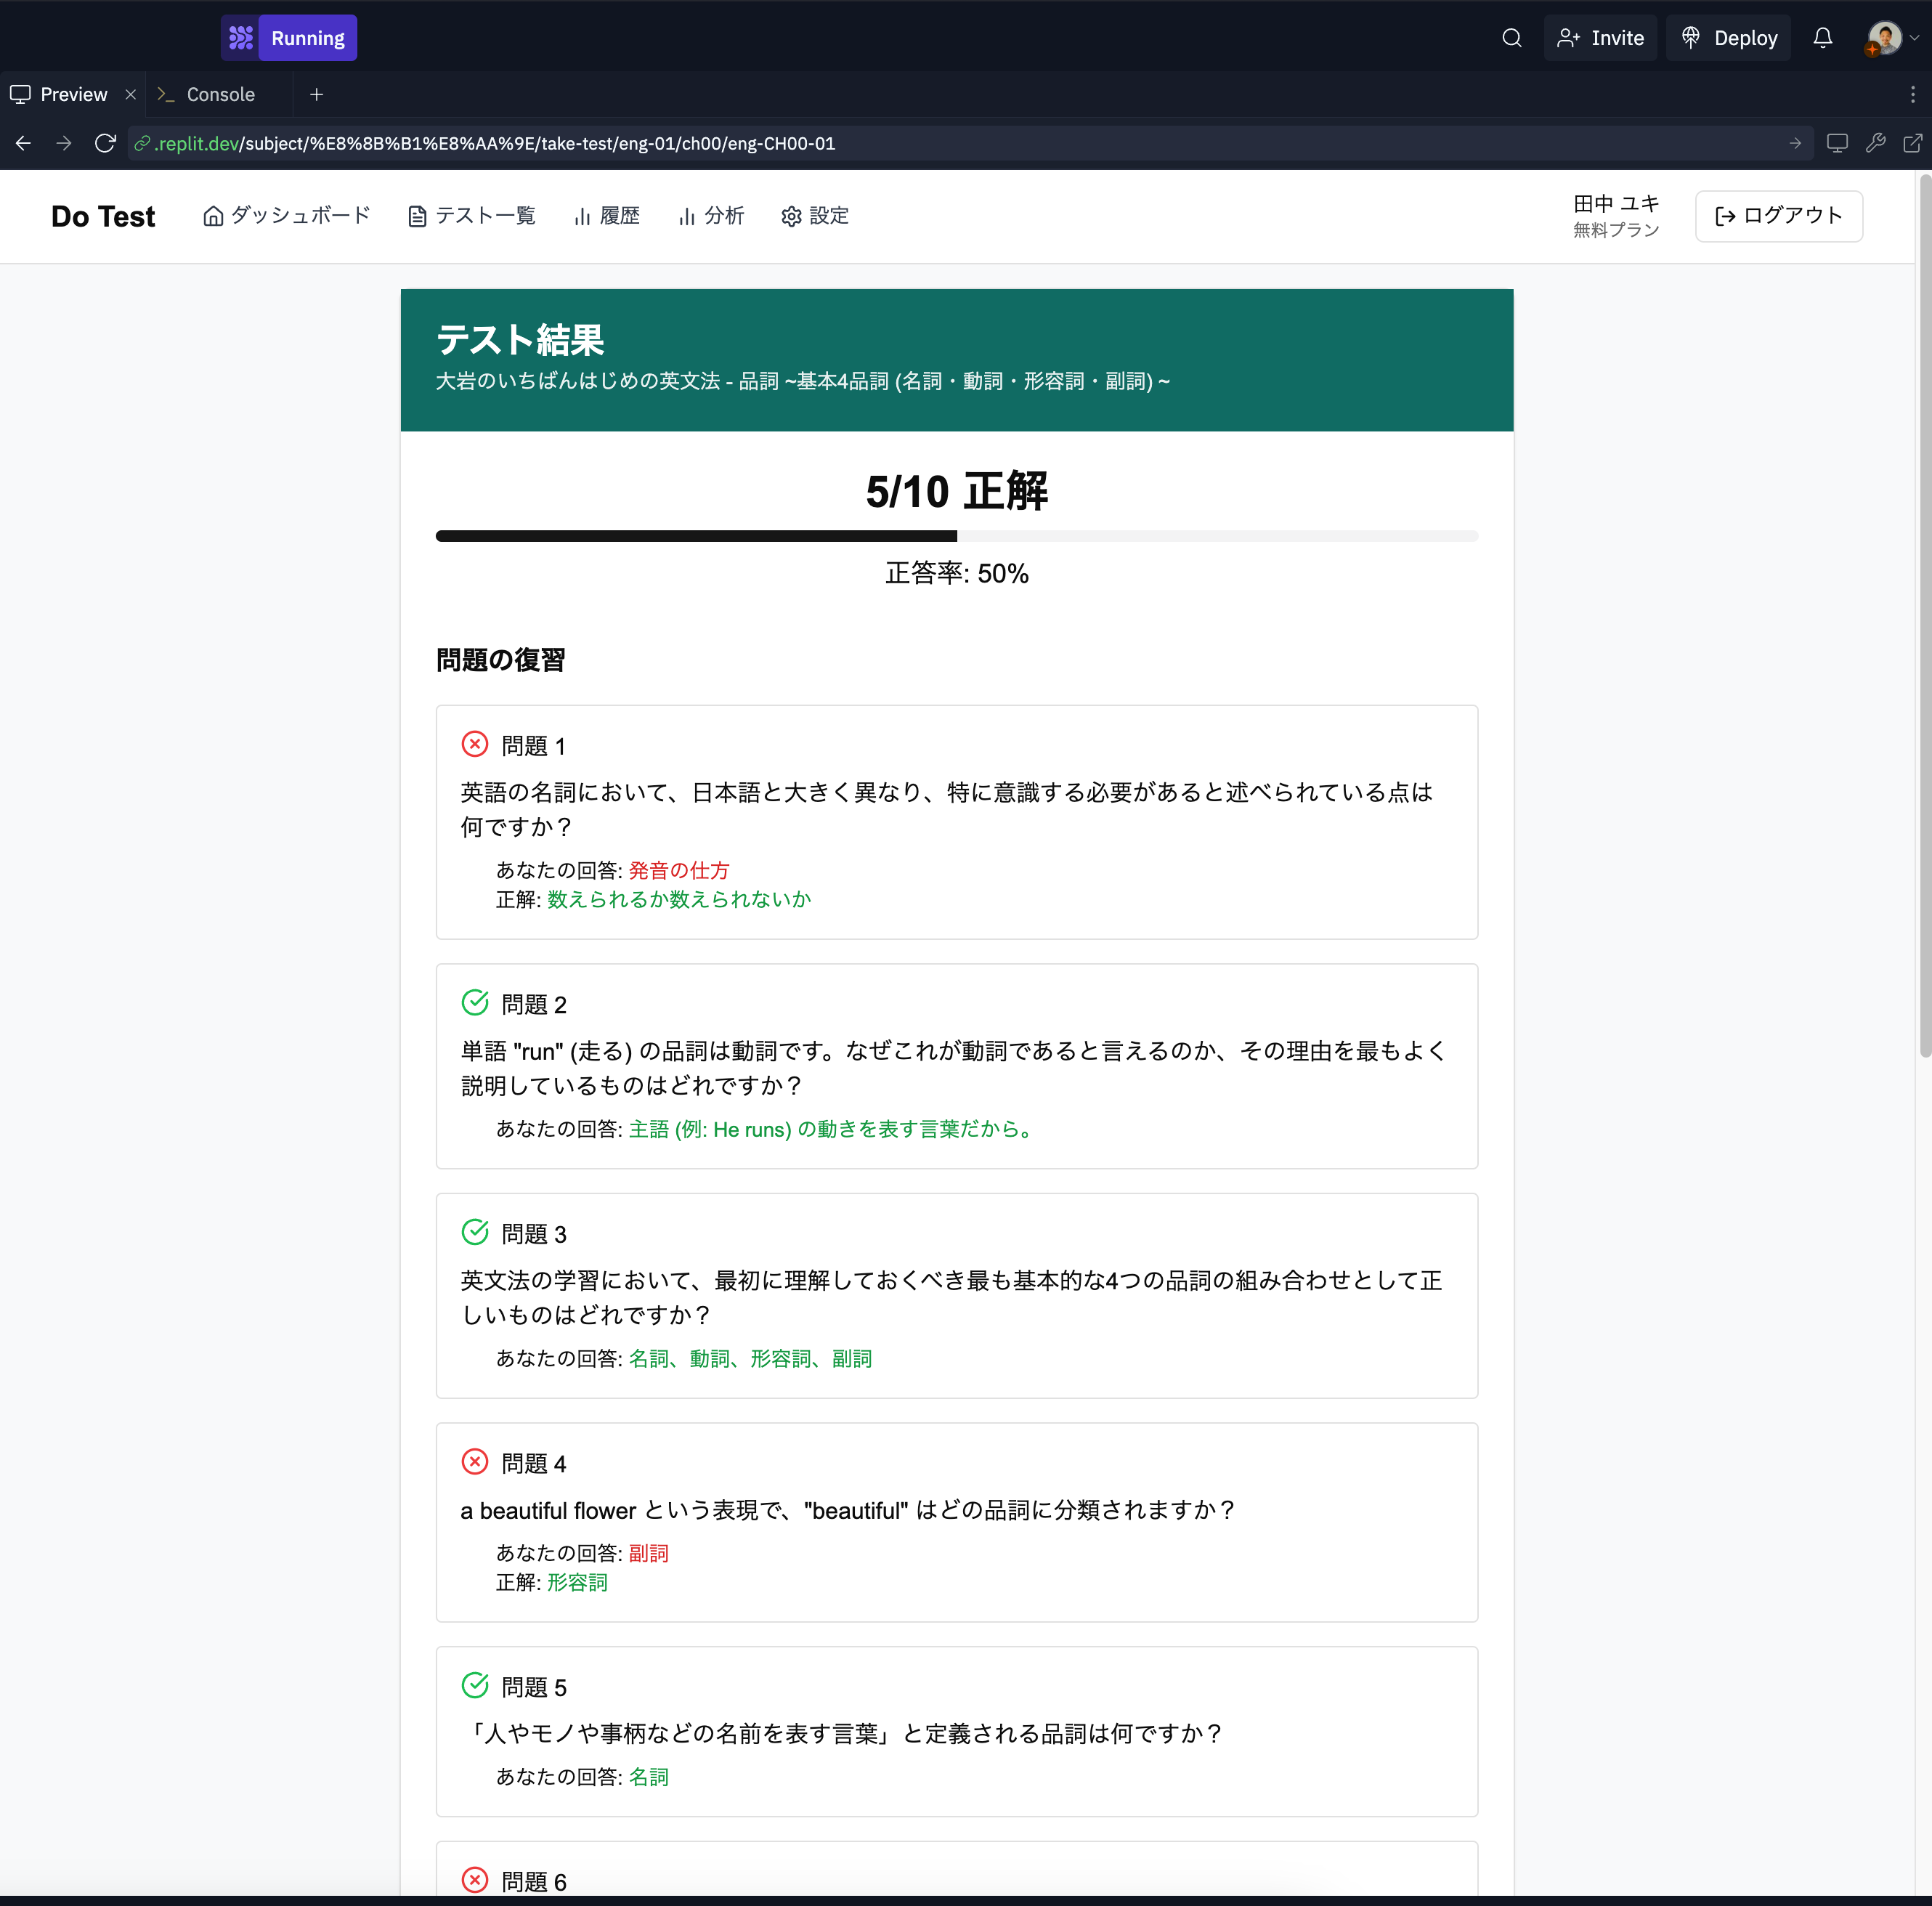 Running
Invite
Deploy
Preview
Console
.replit.dev/subject/%E8%8B%B1%E8%AA%9E/take-test/eng-01/ch00/eng-CH00-01
Do Test
ダッシュボード
テスト一覧
履歴
分析
設定
田中 ユキ
無料プラン
ログアウト
テスト結果
大岩のいちばんはじめの英文法 - 品詞 ~基本4品詞 (名詞・動詞・形容詞・副詞) ~
5/10 正解
正答率: 50%
問題の復習
問題 1
英語の名詞において、日本語と大きく異なり、特に意識する必要があると述べられている点は
何ですか？
あなたの回答: 発音の仕方
正解: 数えられるか数えられないか
問題 2
単語 "run" (走る) の品詞は動詞です。なぜこれが動詞であると言えるのか、その理由を最もよく
説明しているものはどれですか？
あなたの回答: 主語 (例: He runs) の動きを表す言葉だから。
問題 3
英文法の学習において、最初に理解しておくべき最も基本的な4つの品詞の組み合わせとして正
しいものはどれですか？
あなたの回答: 名詞、動詞、形容詞、副詞
問題 4
a beautiful flower という表現で、"beautiful" はどの品詞に分類されますか？
あなたの回答: 副詞
正解: 形容詞
問題 5
「人やモノや事柄などの名前を表す言葉」と定義される品詞は何ですか？
あなたの回答: 名詞
問題 6